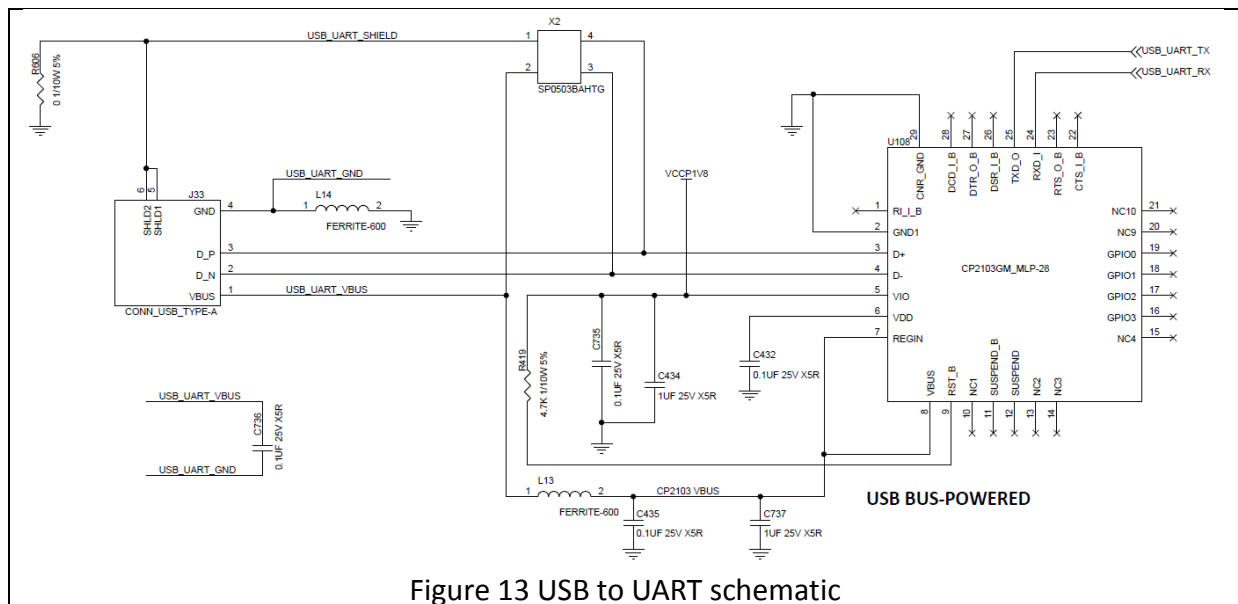 X2
USB_UART_SHIELD
1
4
2
3
SP0503BAHTG
R606
0 1/10W 5%
USB_UART_TX
USB_UART_RX
U108
29
28
27
26
25
24
23
22
CNR_GND
DCD_I_B
DTR_O_B
DSR_I_B
TXD_O
RXD_I
RTS_O_B
CTS_I_B
USB_UART_GND
VCCP1V8
6
5
SHLD2
SHLD1
J33
GND
4
L14
1
2
FERRITE-600
D_P
3
D_N
2
VBUS
1
USB_UART_VBUS
CONN_USB_TYPE-A
1
RI_I_B
2
GND1
3
D+
4
D-
5
VIO
6
VDD
7
REGIN
CP2103GM_MLP-28
NC10
21
NC9
20
GPIO0
19
GPIO1
18
GPIO2
17
GPIO3
16
NC4
15
R419
4.7K 1/10W 5%
C735
0.1UF 25V X5R
C434
1UF 25V X5R
C432
0.1UF 25V X5R
VBUS
RST_B
NC1
SUSPEND_B
SUSPEND
NC2
NC3
8
9
10
11
12
13
14
USB_UART_VBUS
C736
0.1UF 25V X5R
USB_UART_GND
L13
1
2
CP2103 VBUS
FERRITE-600
C435
0.1UF 25V X5R
C737
1UF 25V X5R
USB BUS-POWERED
Figure 13 USB to UART schematic